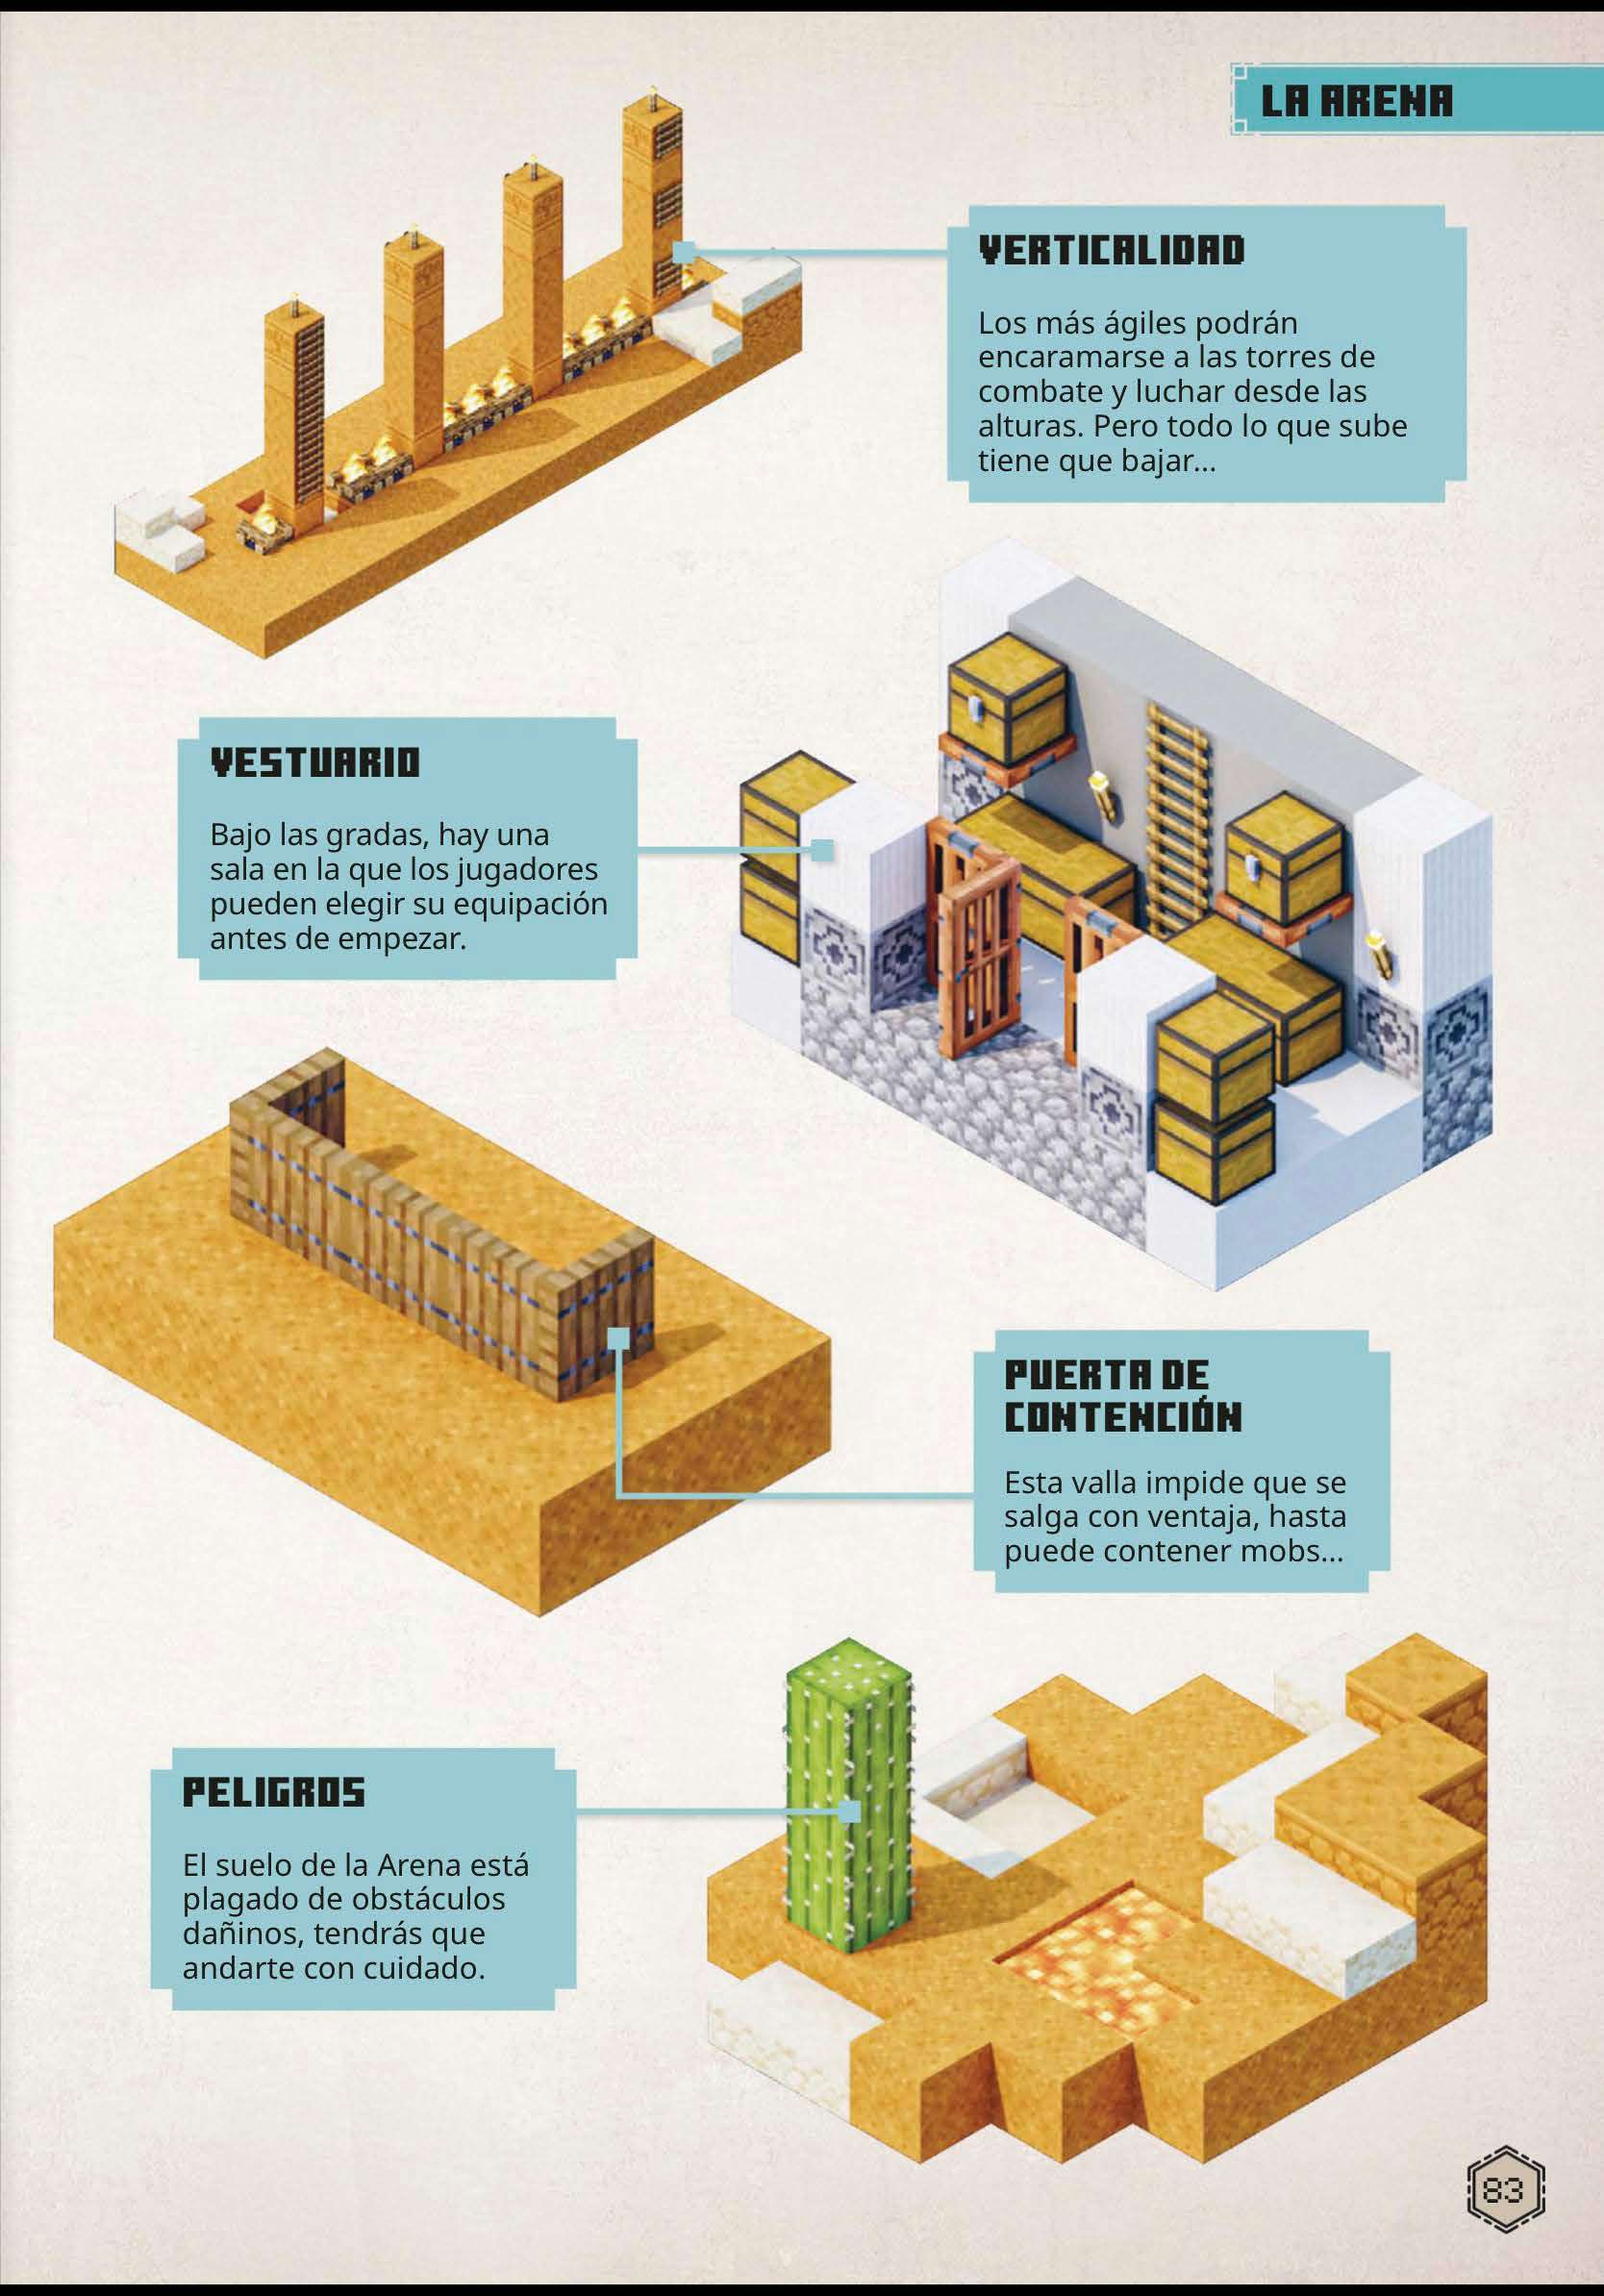 LA ARENA
VERTICALIDAD
Los más ágiles podrán
encaramarse a las torres de
combate y luchar desde las
alturas. Pero todo lo que sube
tiene que bajar...
VESTUARIO
Bajo las gradas, hay una
sala en la que los jugadores
pueden elegir su equipación
antes de empezar.
PUERTA DE
CONTENCIÓN
Esta valla impide que se
salga con ventaja, hasta
puede contener mobs...
PELIGROS
El suelo de la Arena está
plagado de obstáculos
dañinos, tendrás que
andarte con cuidado.
83